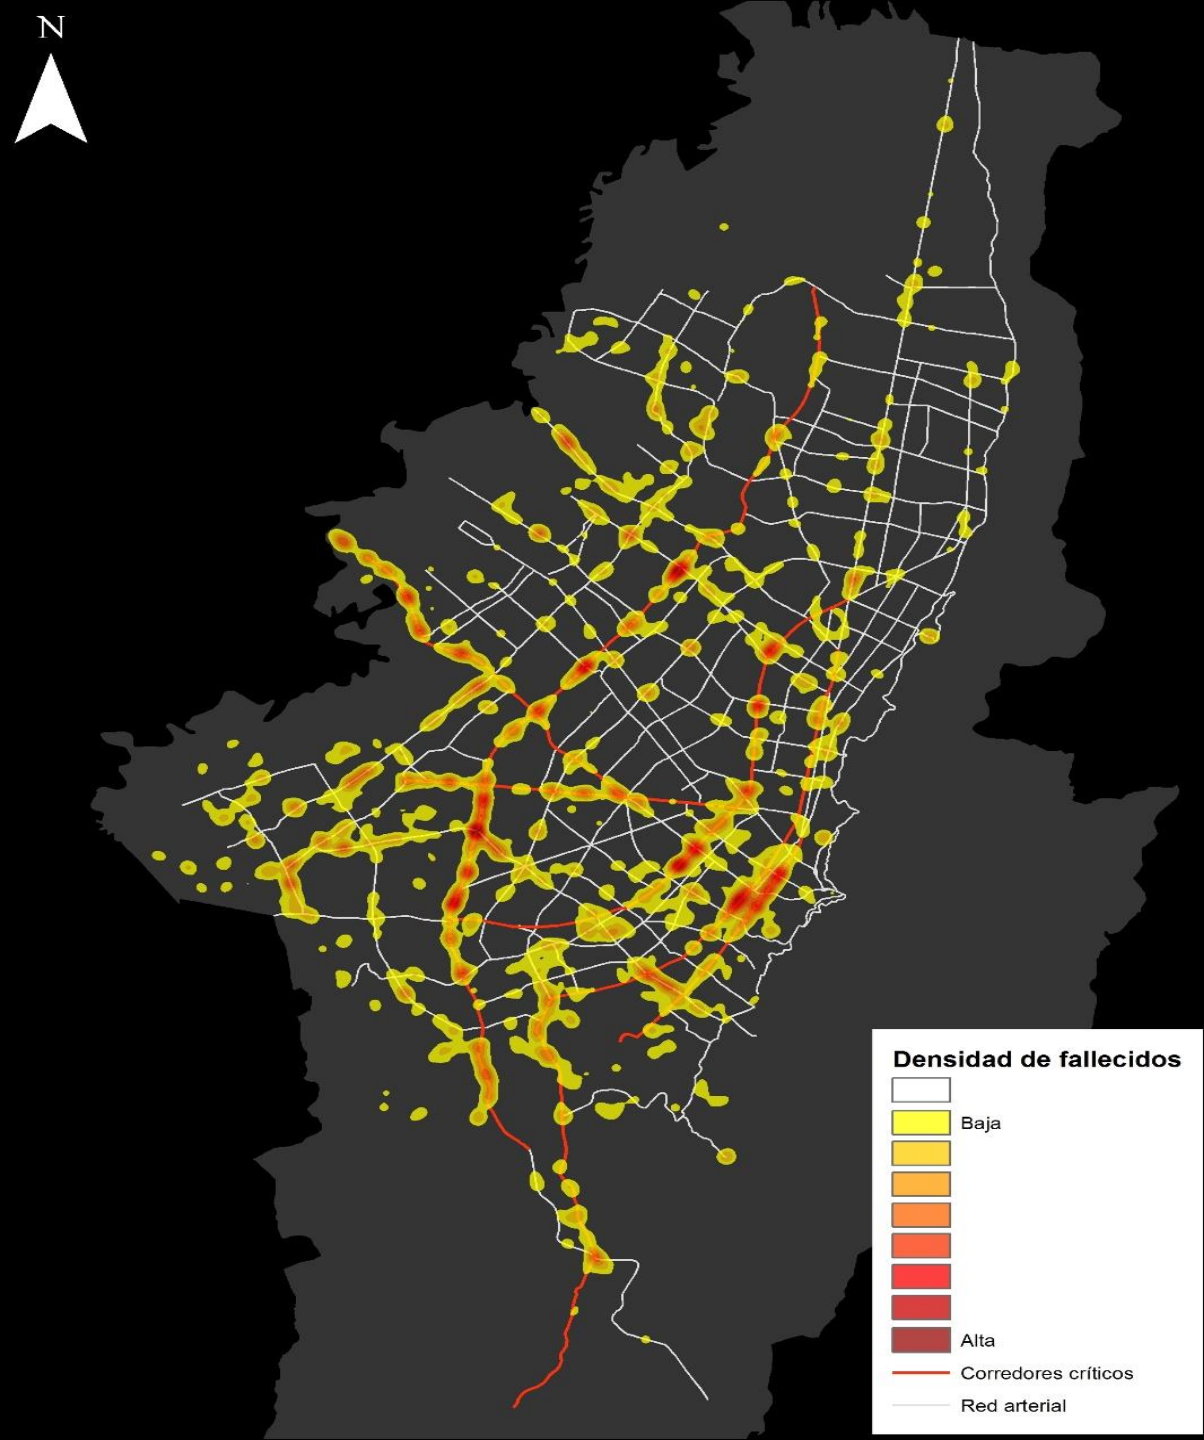 N
Densidad de fallecidos
Baja
Alta
Corredores críticos
Red arterial